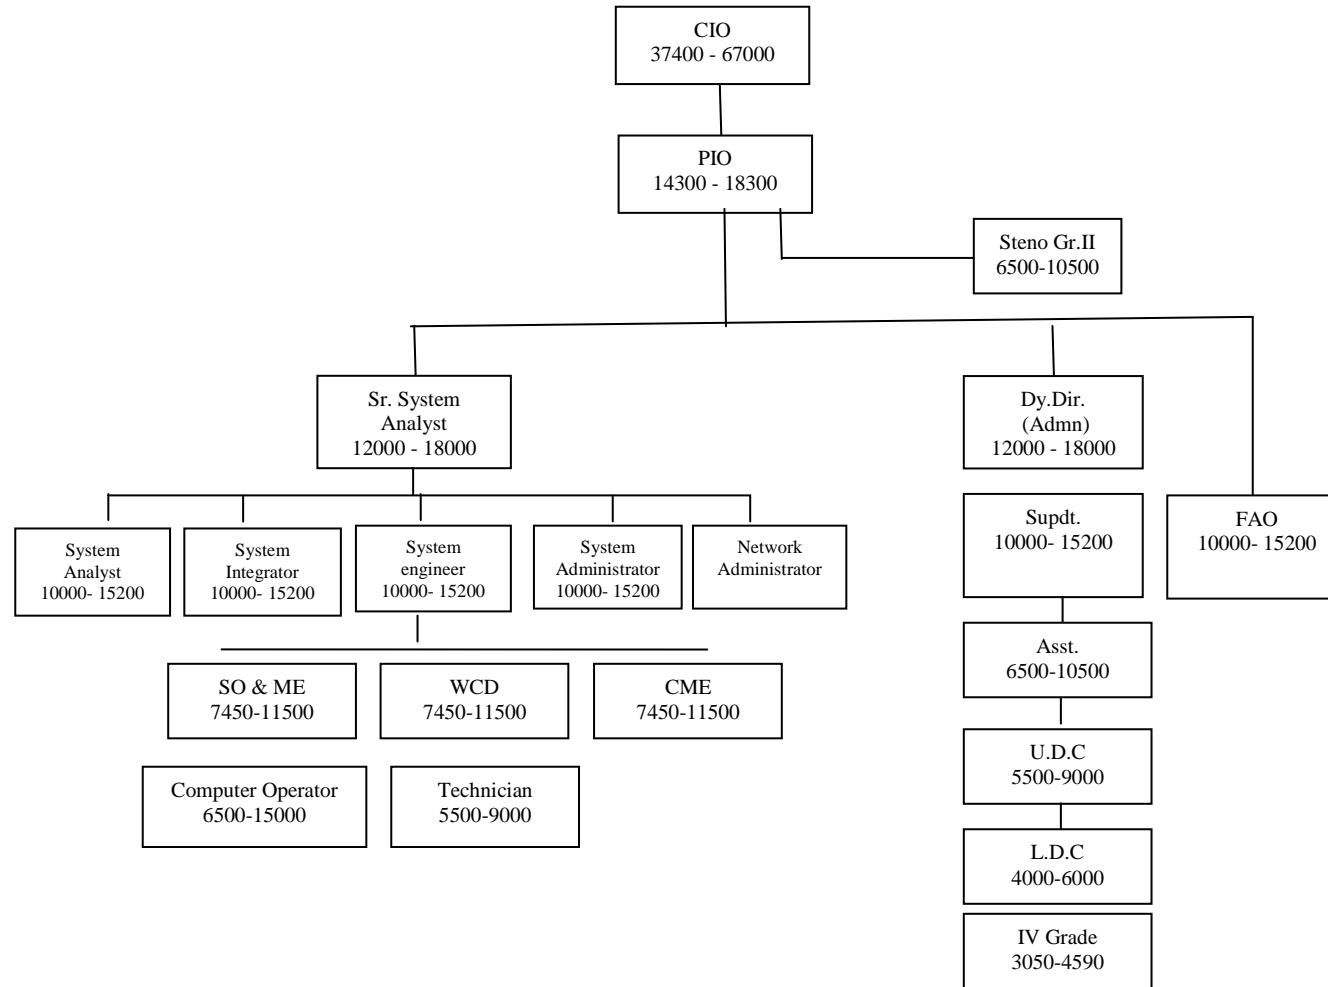 CIO
37400 - 67000
PIO
14300 - 18300
Steno Gr.II
6500-10500
Sr. System
Analyst
12000 - 18000
Dy.Dir.
(Admn)
12000 - 18000
System
Analyst
10000- 15200
System
Integrator
10000- 15200
System
engineer
10000- 15200
System
Administrator
10000- 15200
Network
Administrator
Supdt.
10000- 15200
FAO
10000- 15200
SO & ME
7450-11500
WCD
7450-11500
CME
7450-11500
Asst.
6500-10500
Computer Operator
6500-15000
Technician
5500-9000
U.D.C
5500-9000
L.D.C
4000-6000
IV Grade
3050-4590